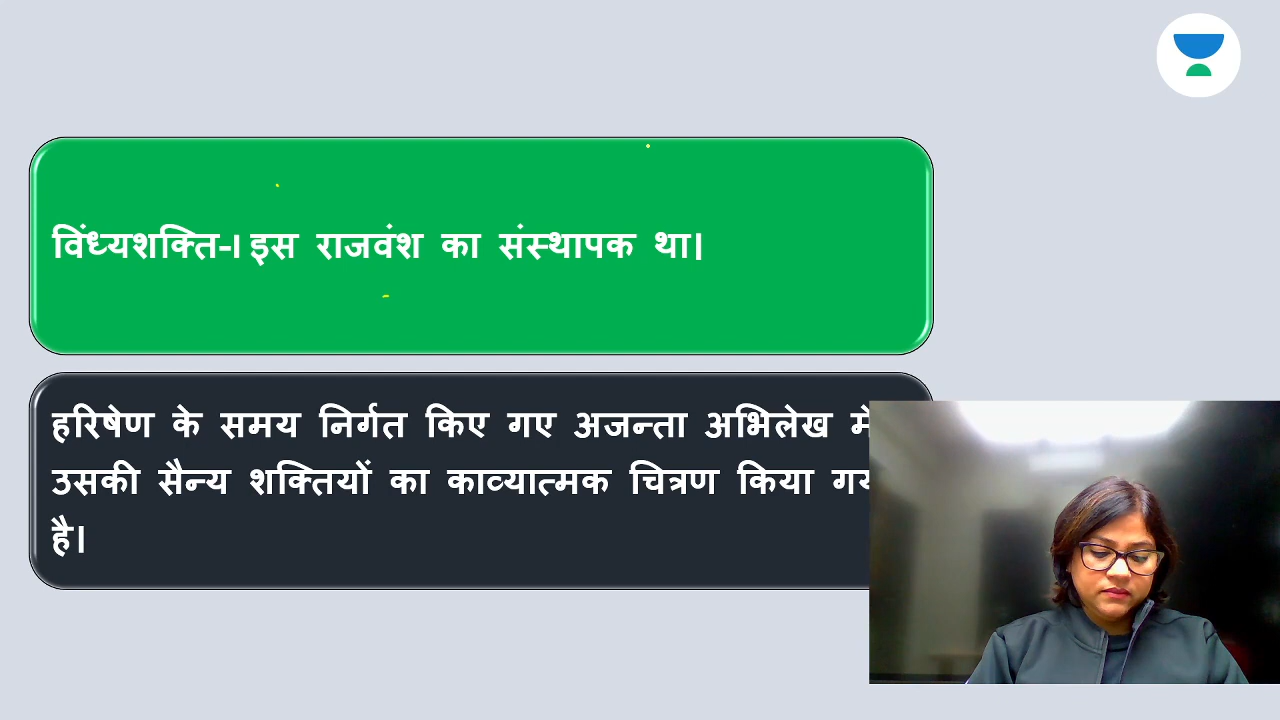 विंध्यशक्ति-I इस राजवंश का संस्थापक था।
हरिषेण के समय निर्गत किए गए अजन्ता अभिलेख में
उसकी सैन्य शक्तियों का काव्यात्मक चित्रण किया
है।